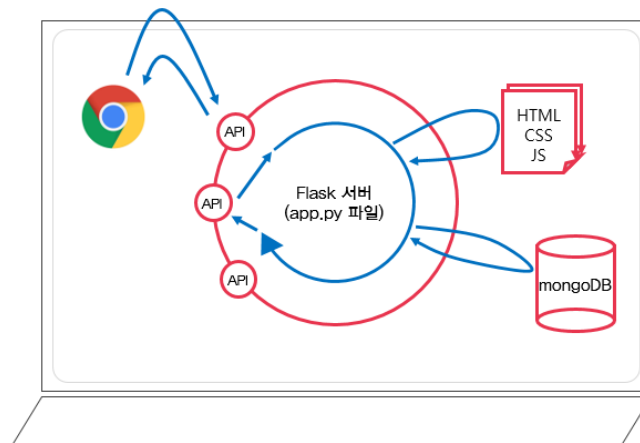 API
HTML
CSS
JS
API
Flask 서버
(app.py 파일)
API
mongoDB